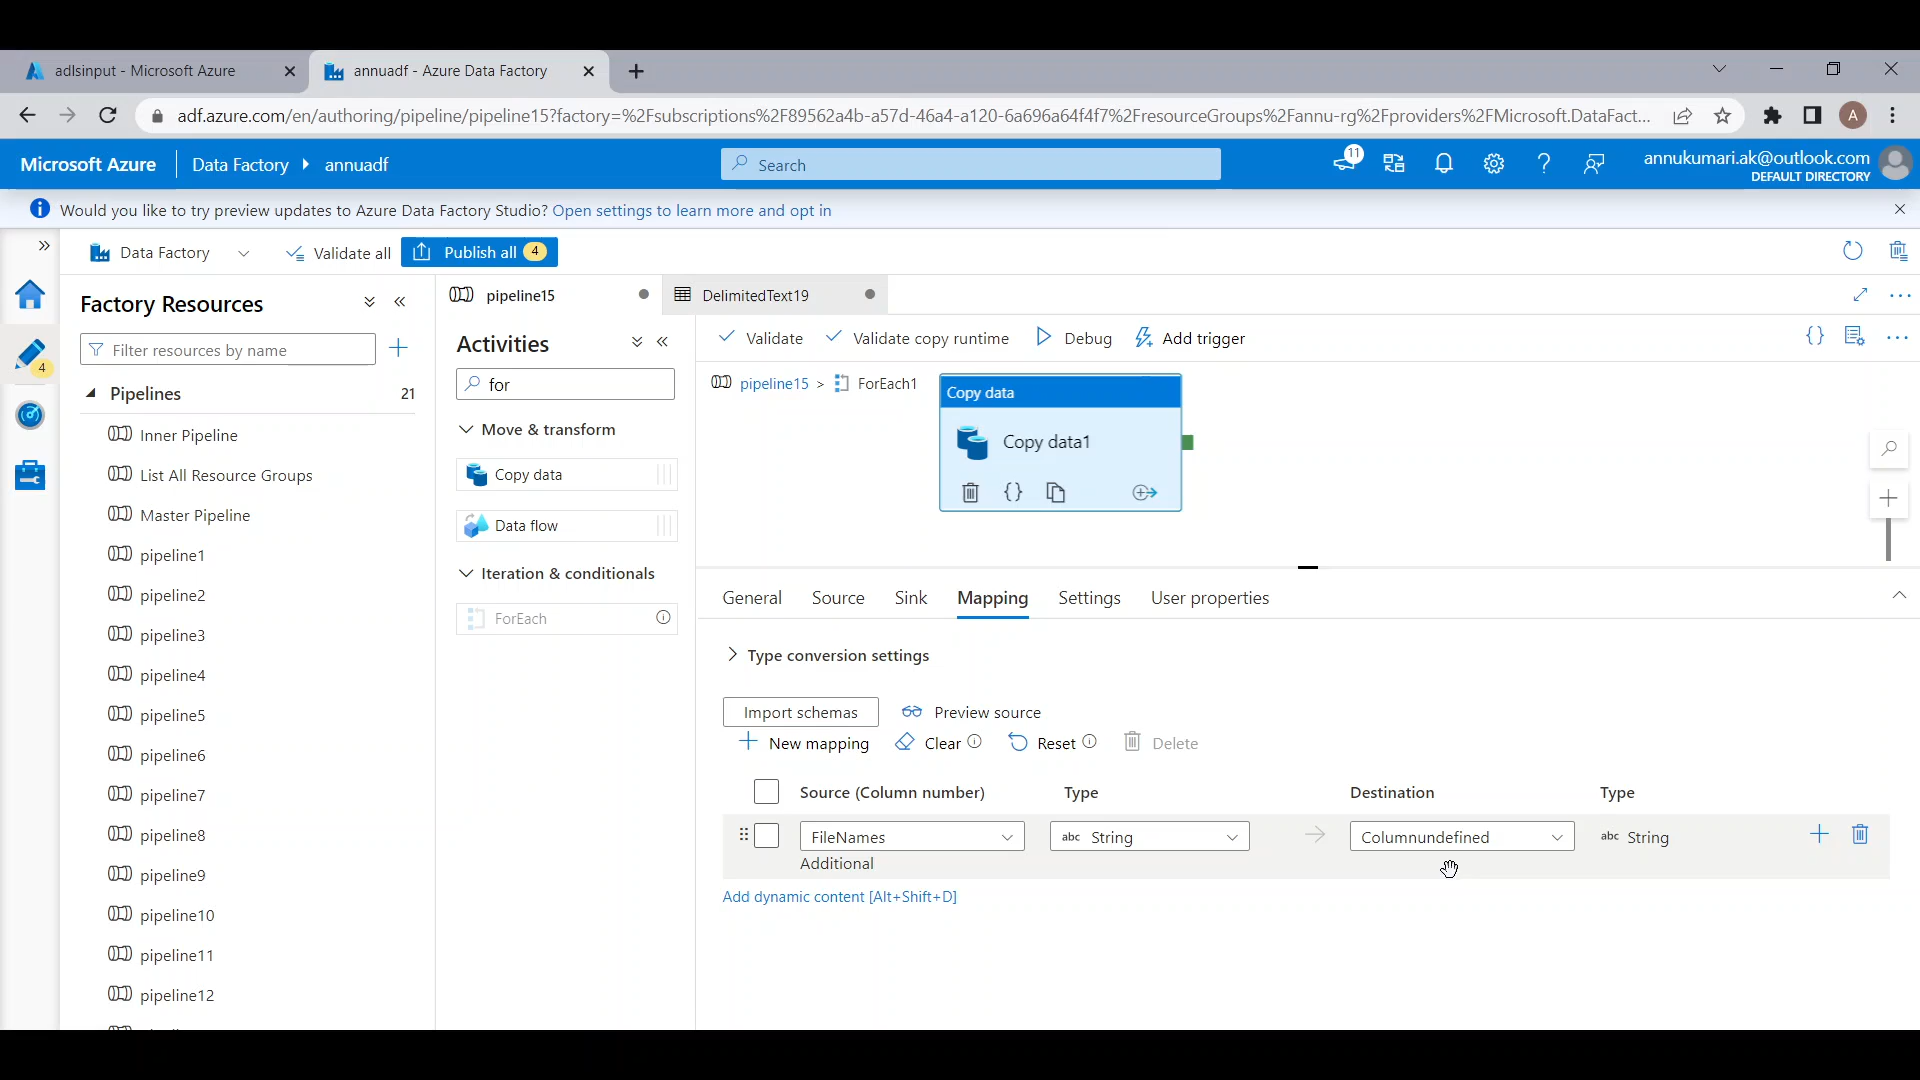 adlsinput - Microsoft Azure
annuadf - Azure Data Factory
adf.azure.com/en/authoring/pipeline/pipeline15?factory=%2Fsubscriptions%2F89562a4b-a57d-46a4-a120-6a696a64f4f7%2FresourceGroups%2Fannu-rg%2Fproviders%2FMicrosoft.DataFact...
A
Microsoft Azure
Data Factory
annuadf
Search
11
annukumari.ak@outlook.com
DEFAULT DIRECTORY
Would you like to try preview updates to Azure Data Factory Studio? Open settings to learn more and opt in
Data Factory
Validate all
Publish all 4
Factory Resources
Filter resources by name
4
Pipelines 21
Inner Pipeline
List All Resource Groups
Master Pipeline
pipeline1
pipeline2
pipeline3
pipeline4
pipeline5
pipeline6
pipeline7
pipeline8
pipeline9
pipeline10
pipeline11
pipeline12
pipeline15
DelimitedText19
Activities
for
Move & transform
Copy data
Data flow
Iteration & conditionals
ForEach
Validate
Validate copy runtime
Debug
Add trigger
pipeline15 > ForEach1
Copy data
Copy data1
General
Source
Sink
Mapping
Settings
User properties
Type conversion settings
Import schemas
Preview source
+ New mapping
Clear
Reset
Delete
Source (Column number)
Type
Destination
Type
FileNames
abc String
Columnundefined
abc String
Additional
Add dynamic content [Alt+Shift+D]